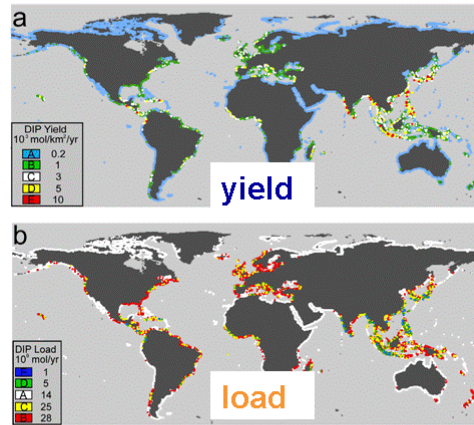 a
DIP Yield
10³ mol/km²/yr
A 0.2
B 1
C 3
D 5
E 10
yield
b
DIP Load
10⁹ mol/yr
E 1
D 5
A 14
C 25
B 28
load